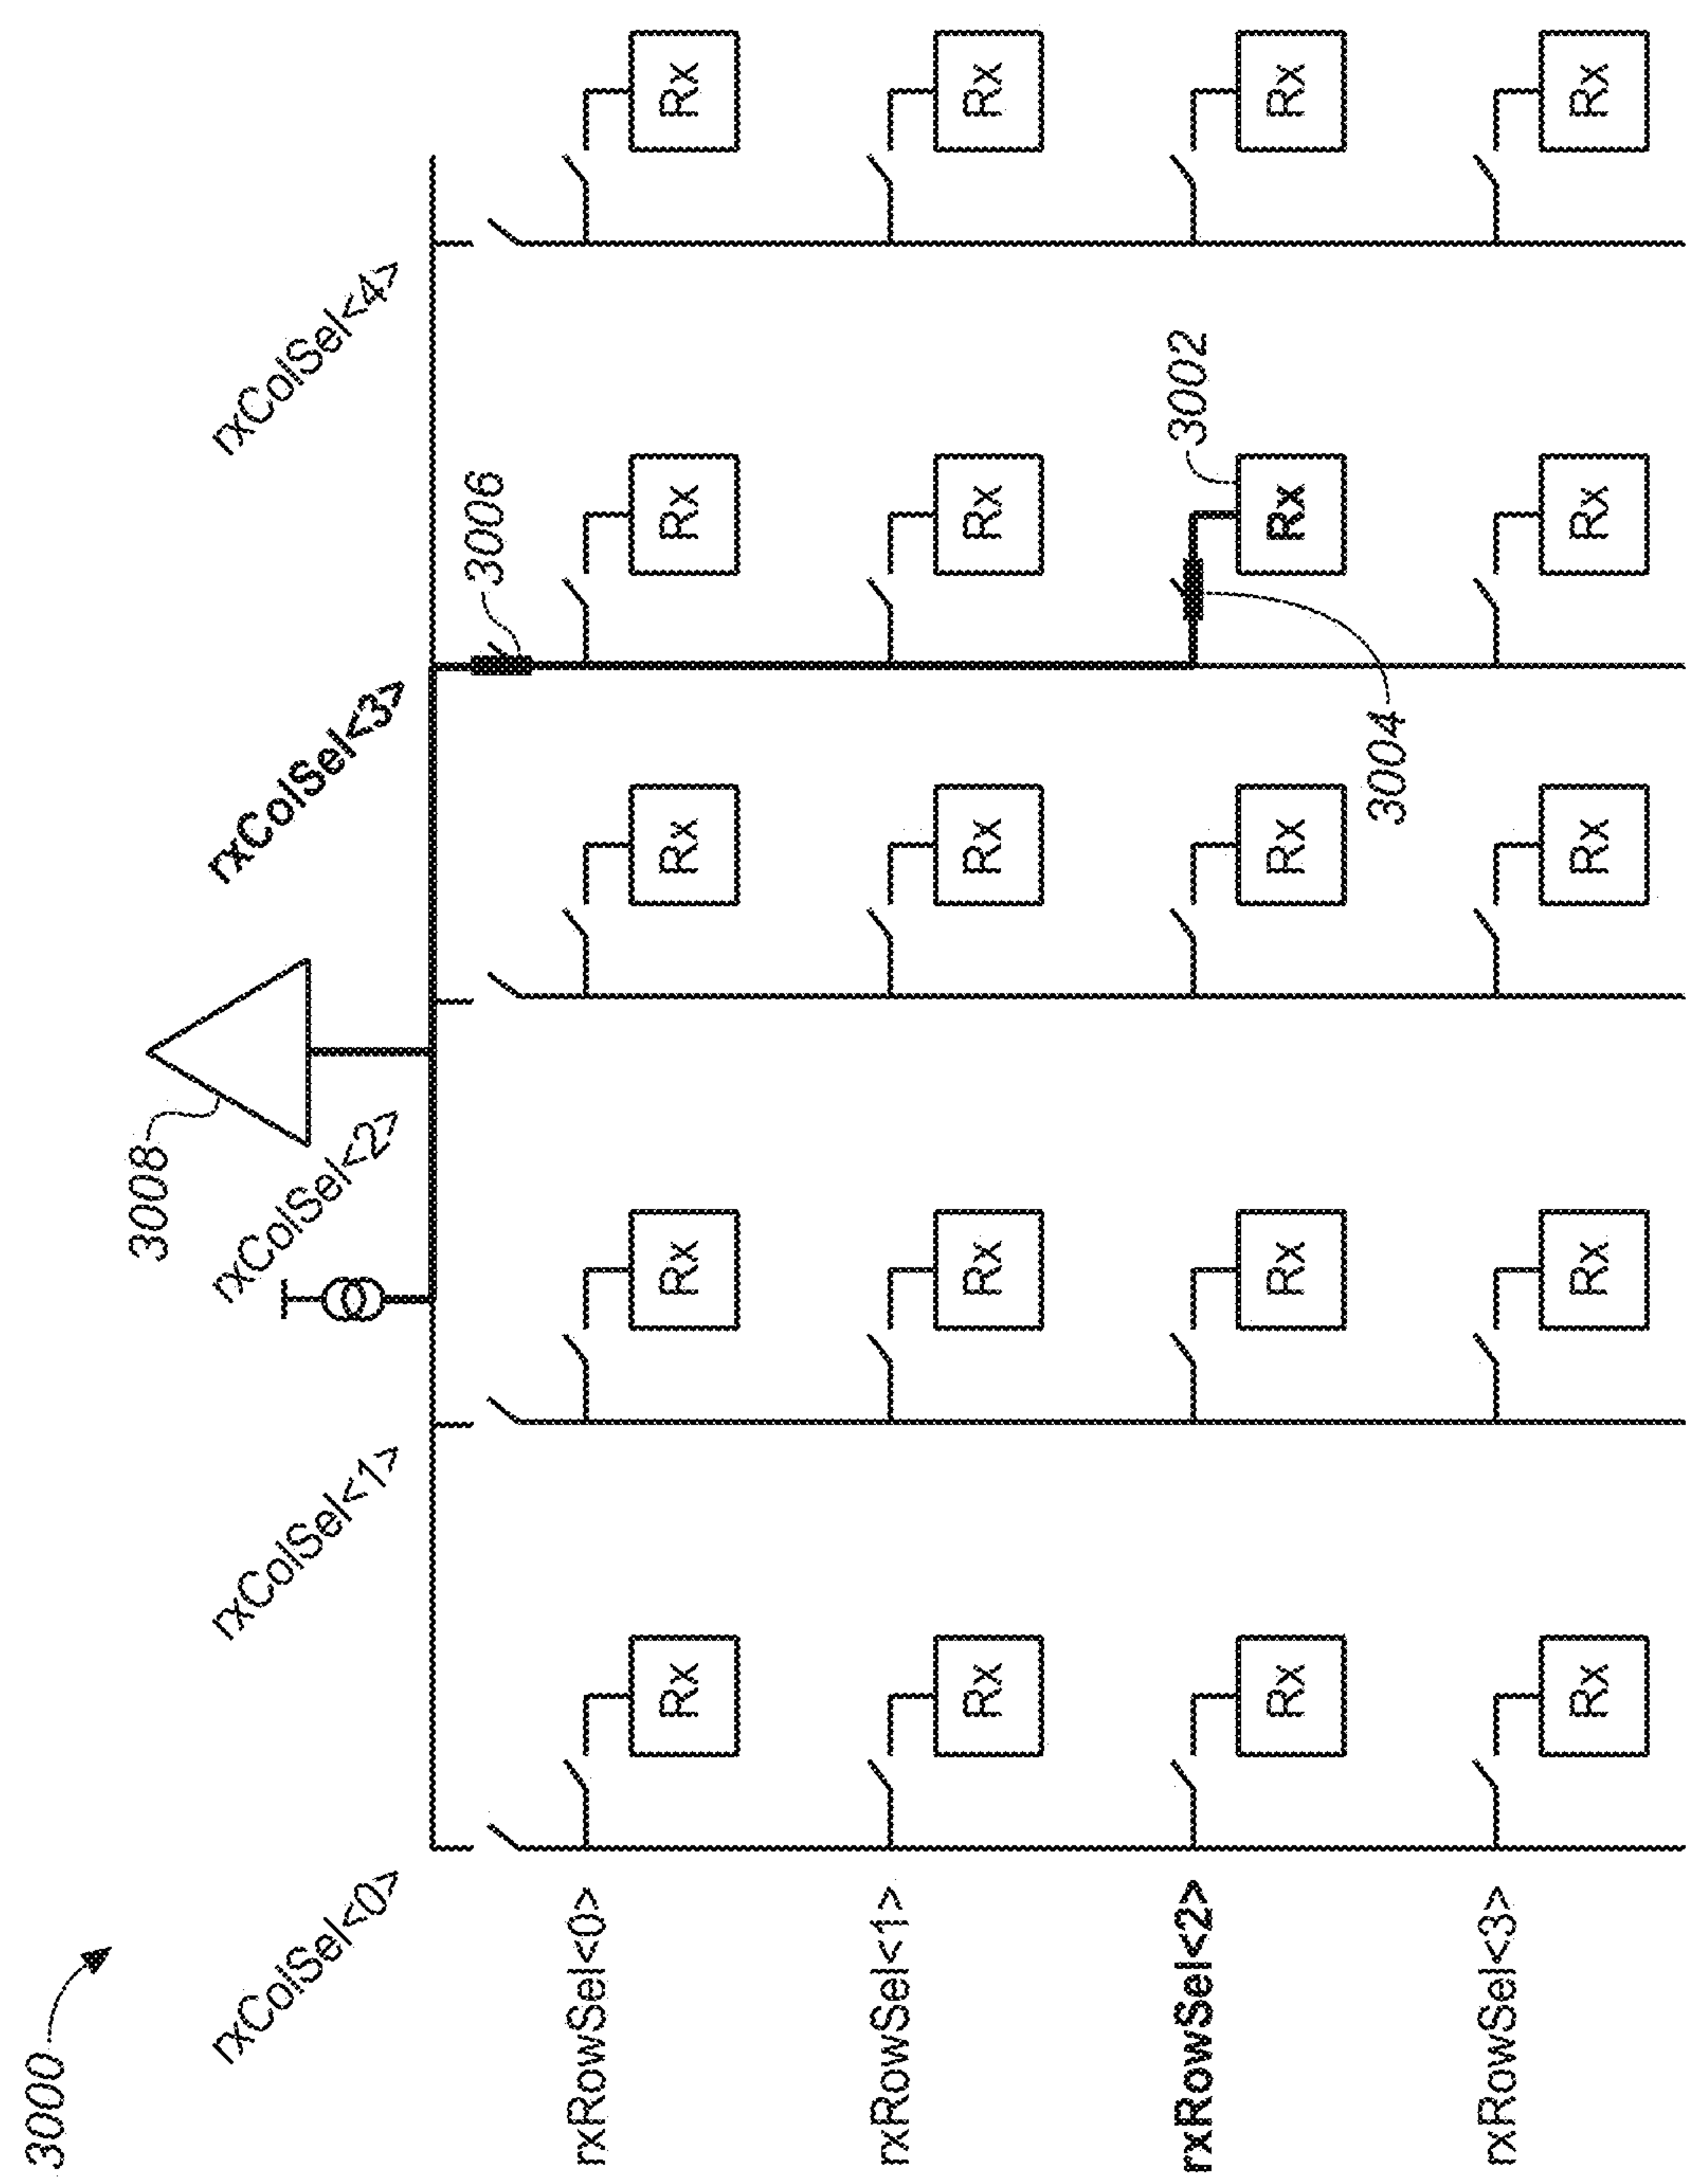 3000
3008
rxColSel<0>
rxColSel<1>
rxColSel<2>
rxColSel<3>
rxColSel<4>
3006
rxRowSel<0>
Rx
Rx
Rx
Rx
Rx
rxRowSel<1>
Rx
Rx
Rx
Rx
Rx
rxRowSel<2>
3002
Rx
Rx
Rx
Rx
Rx
3004
rxRowSel<3>
Rx
Rx
Rx
Rx
Rx